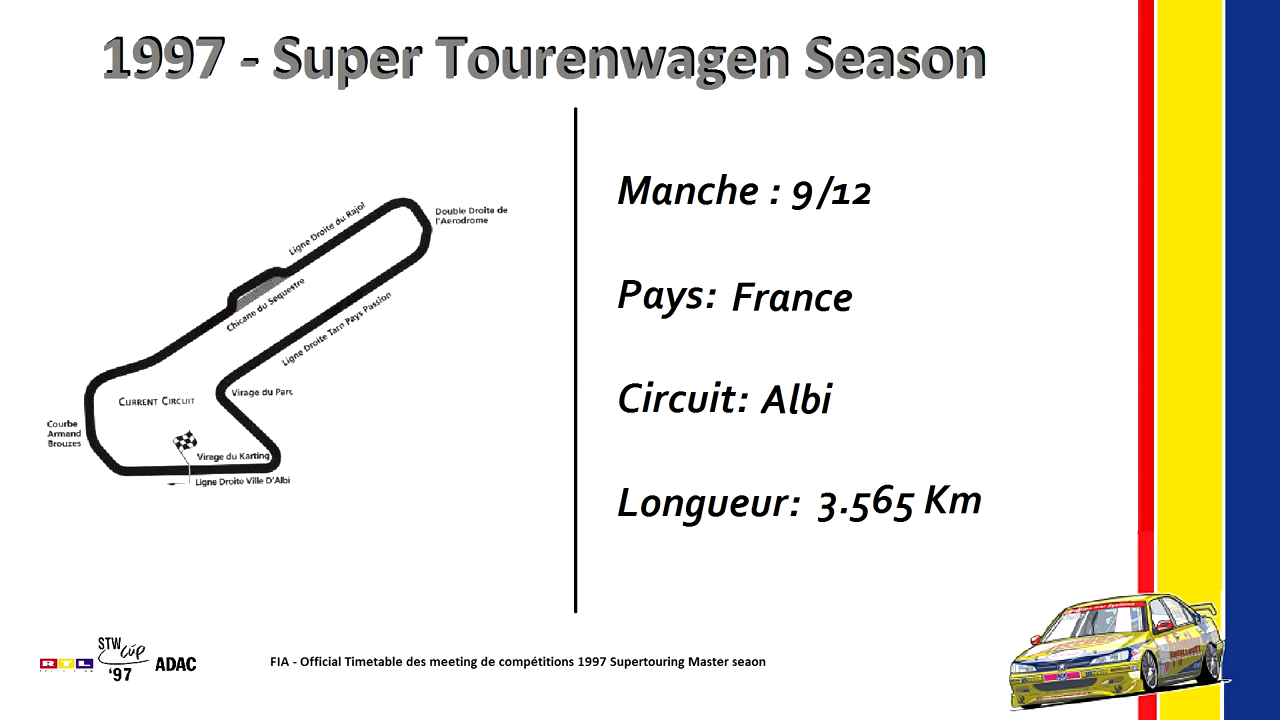 1997 - Super Tourenwagen Season
Ligne Droite du Rajol
Double Droite de
l'Aerodrome
Chicane du Sequestre
Ligne Droite Tarn Pays Passion
CURRENT CIRCUIT
Virage du Parc
Courbe
Armand
Brouzes
Virage du Karting
Ligne Droite Ville D'Albi
Manche : 9/12
Pays: France
Circuit: Albi
Longueur: 3.565 Km
RTL
STW
Cup
'97
ADAC
FIA - Official Timetable des meeting de compétitions 1997 Supertouring Master seaon